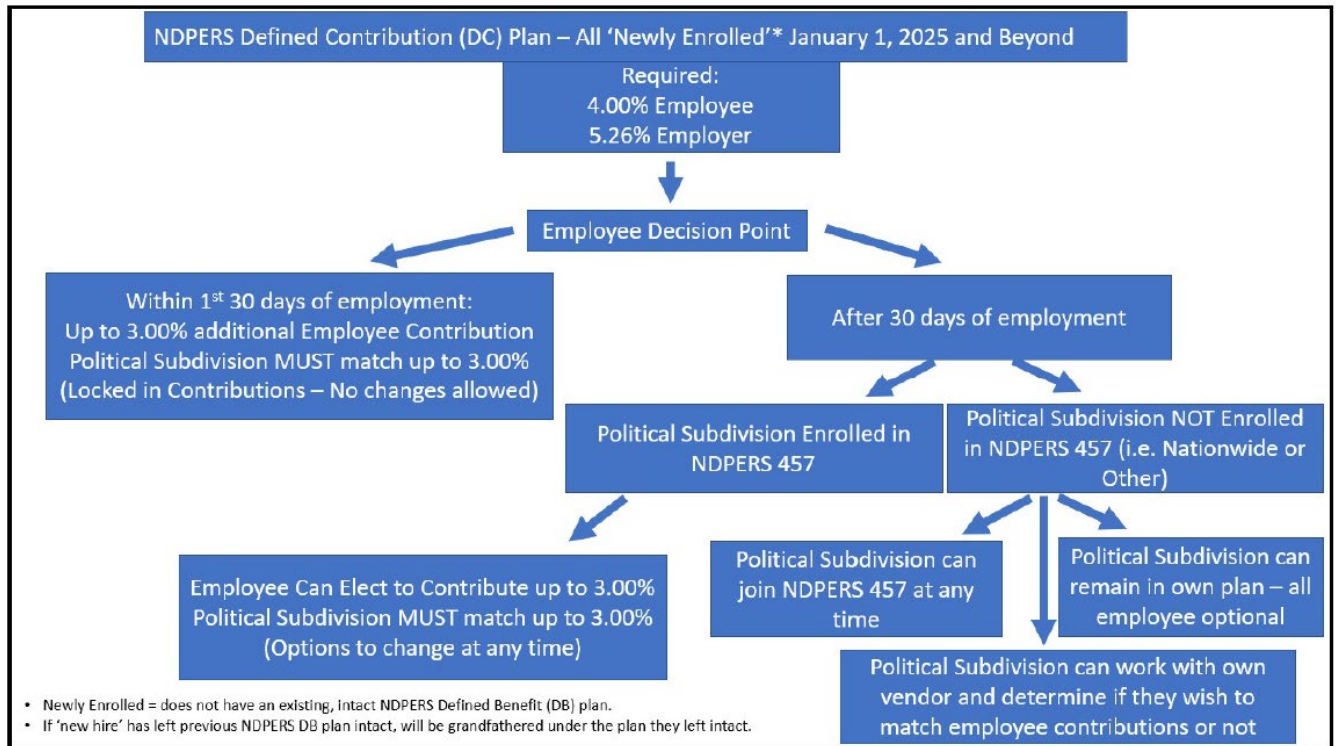 NDPERS Defined Contribution (DC) Plan – All ‘Newly Enrolled’* January 1, 2025 and Beyond
Required:
4.00% Employee
5.26% Employer
Employee Decision Point
Within 1st 30 days of employment:
Up to 3.00% additional Employee Contribution
Political Subdivision MUST match up to 3.00%
(Locked in Contributions – No changes allowed)
After 30 days of employment
Political Subdivision Enrolled in
NDPERS 457
Political Subdivision NOT Enrolled
in NDPERS 457 (i.e. Nationwide or
Other)
Employee Can Elect to Contribute up to 3.00%
Political Subdivision MUST match up to 3.00%
(Options to change at any time)
Political Subdivision can
join NDPERS 457 at any
time
Political Subdivision can
remain in own plan – all
employee optional
Political Subdivision can work with own
vendor and determine if they wish to
match employee contributions or not
• Newly Enrolled = does not have an existing, intact NDPERS Defined Benefit (DB) plan.
• If ‘new hire’ has left previous NDPERS DB plan intact, will be grandfathered under the plan they left intact.